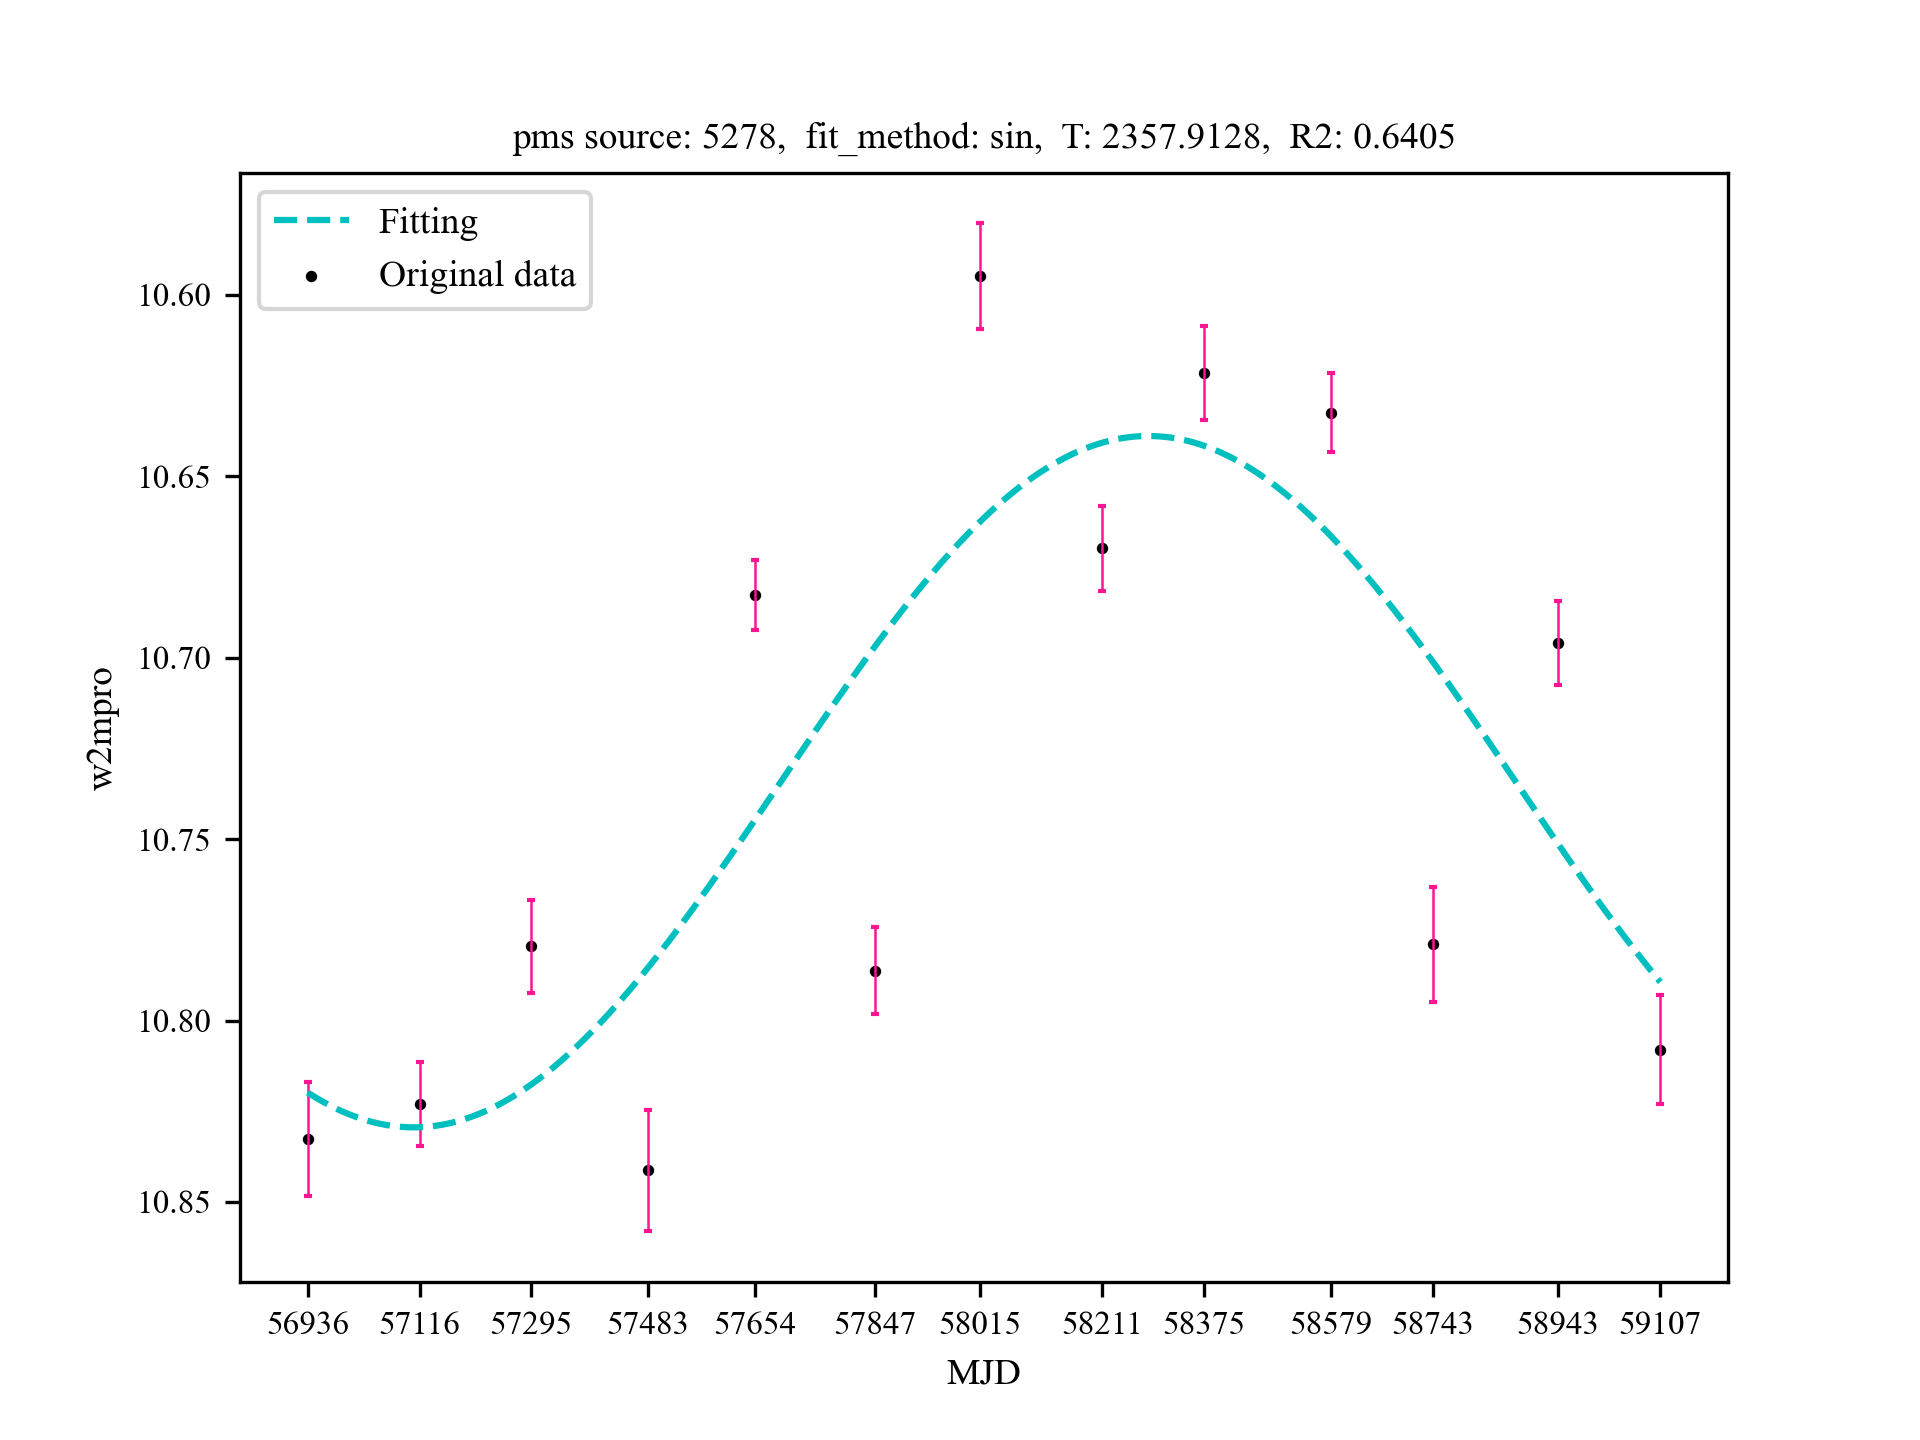 pms source: 5278,  fit_method: sin,  T: 2357.9128,  R2: 0.6405
Fitting
Original data
10.60
10.65
10.70
10.75
10.80
10.85
w2mpro
56936 57116 57295 57483 57654 57847 58015 58211 58375 58579 58743 58943 59107
MJD